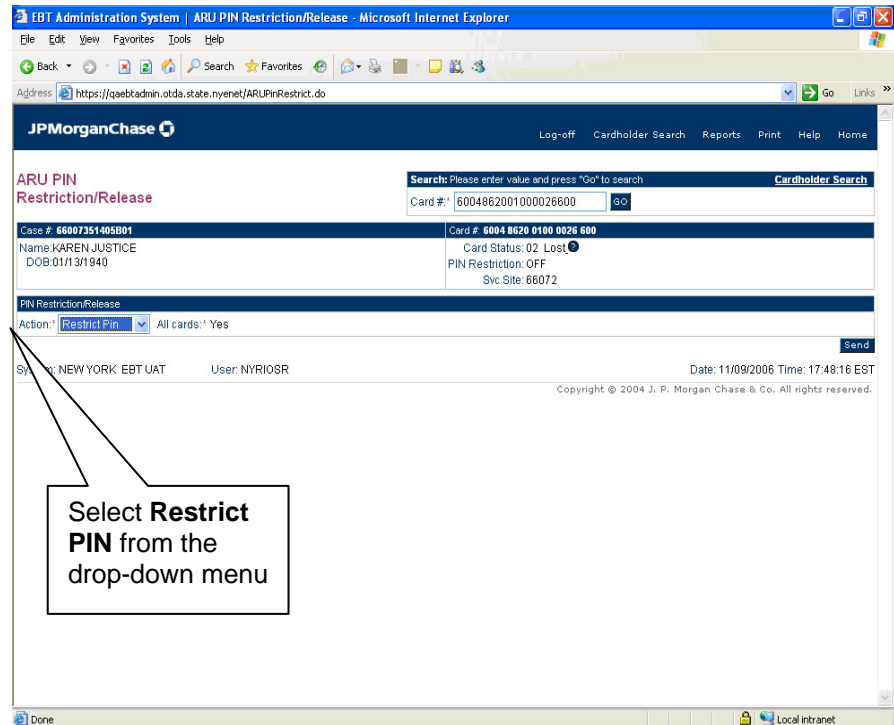 EBT Administration System | ARU PIN Restriction/Release - Microsoft Internet Explorer
File Edit View Favorites Tools Help
Back Search Favorites
Address https://qaebtadmin.otda.state.nyenet/ARUPinRestrict.do Go Links »
JPMorganChase Log-off Cardholder Search Reports Print Help Home
ARU PIN
Restriction/Release
Search: Please enter value and press "Go" to search Cardholder Search
Card #:* 6004862001000026600 GO
Case #: 66007351405B01 Card #: 6004 8620 0100 0026 600
Name:KAREN JUSTICE Card Status: 02 Lost ?
DOB:01/13/1940 PIN Restriction: OFF
Svc Site: 66072
PIN Restriction/Release
Action:* Restrict Pin All cards:* Yes
Send
System: NEW YORK EBT UAT User: NYRIOSR Date: 11/09/2006 Time: 17:48:16 EST
Copyright © 2004 J. P. Morgan Chase & Co. All rights reserved.
Select Restrict
PIN from the
drop-down menu
Done Local intranet